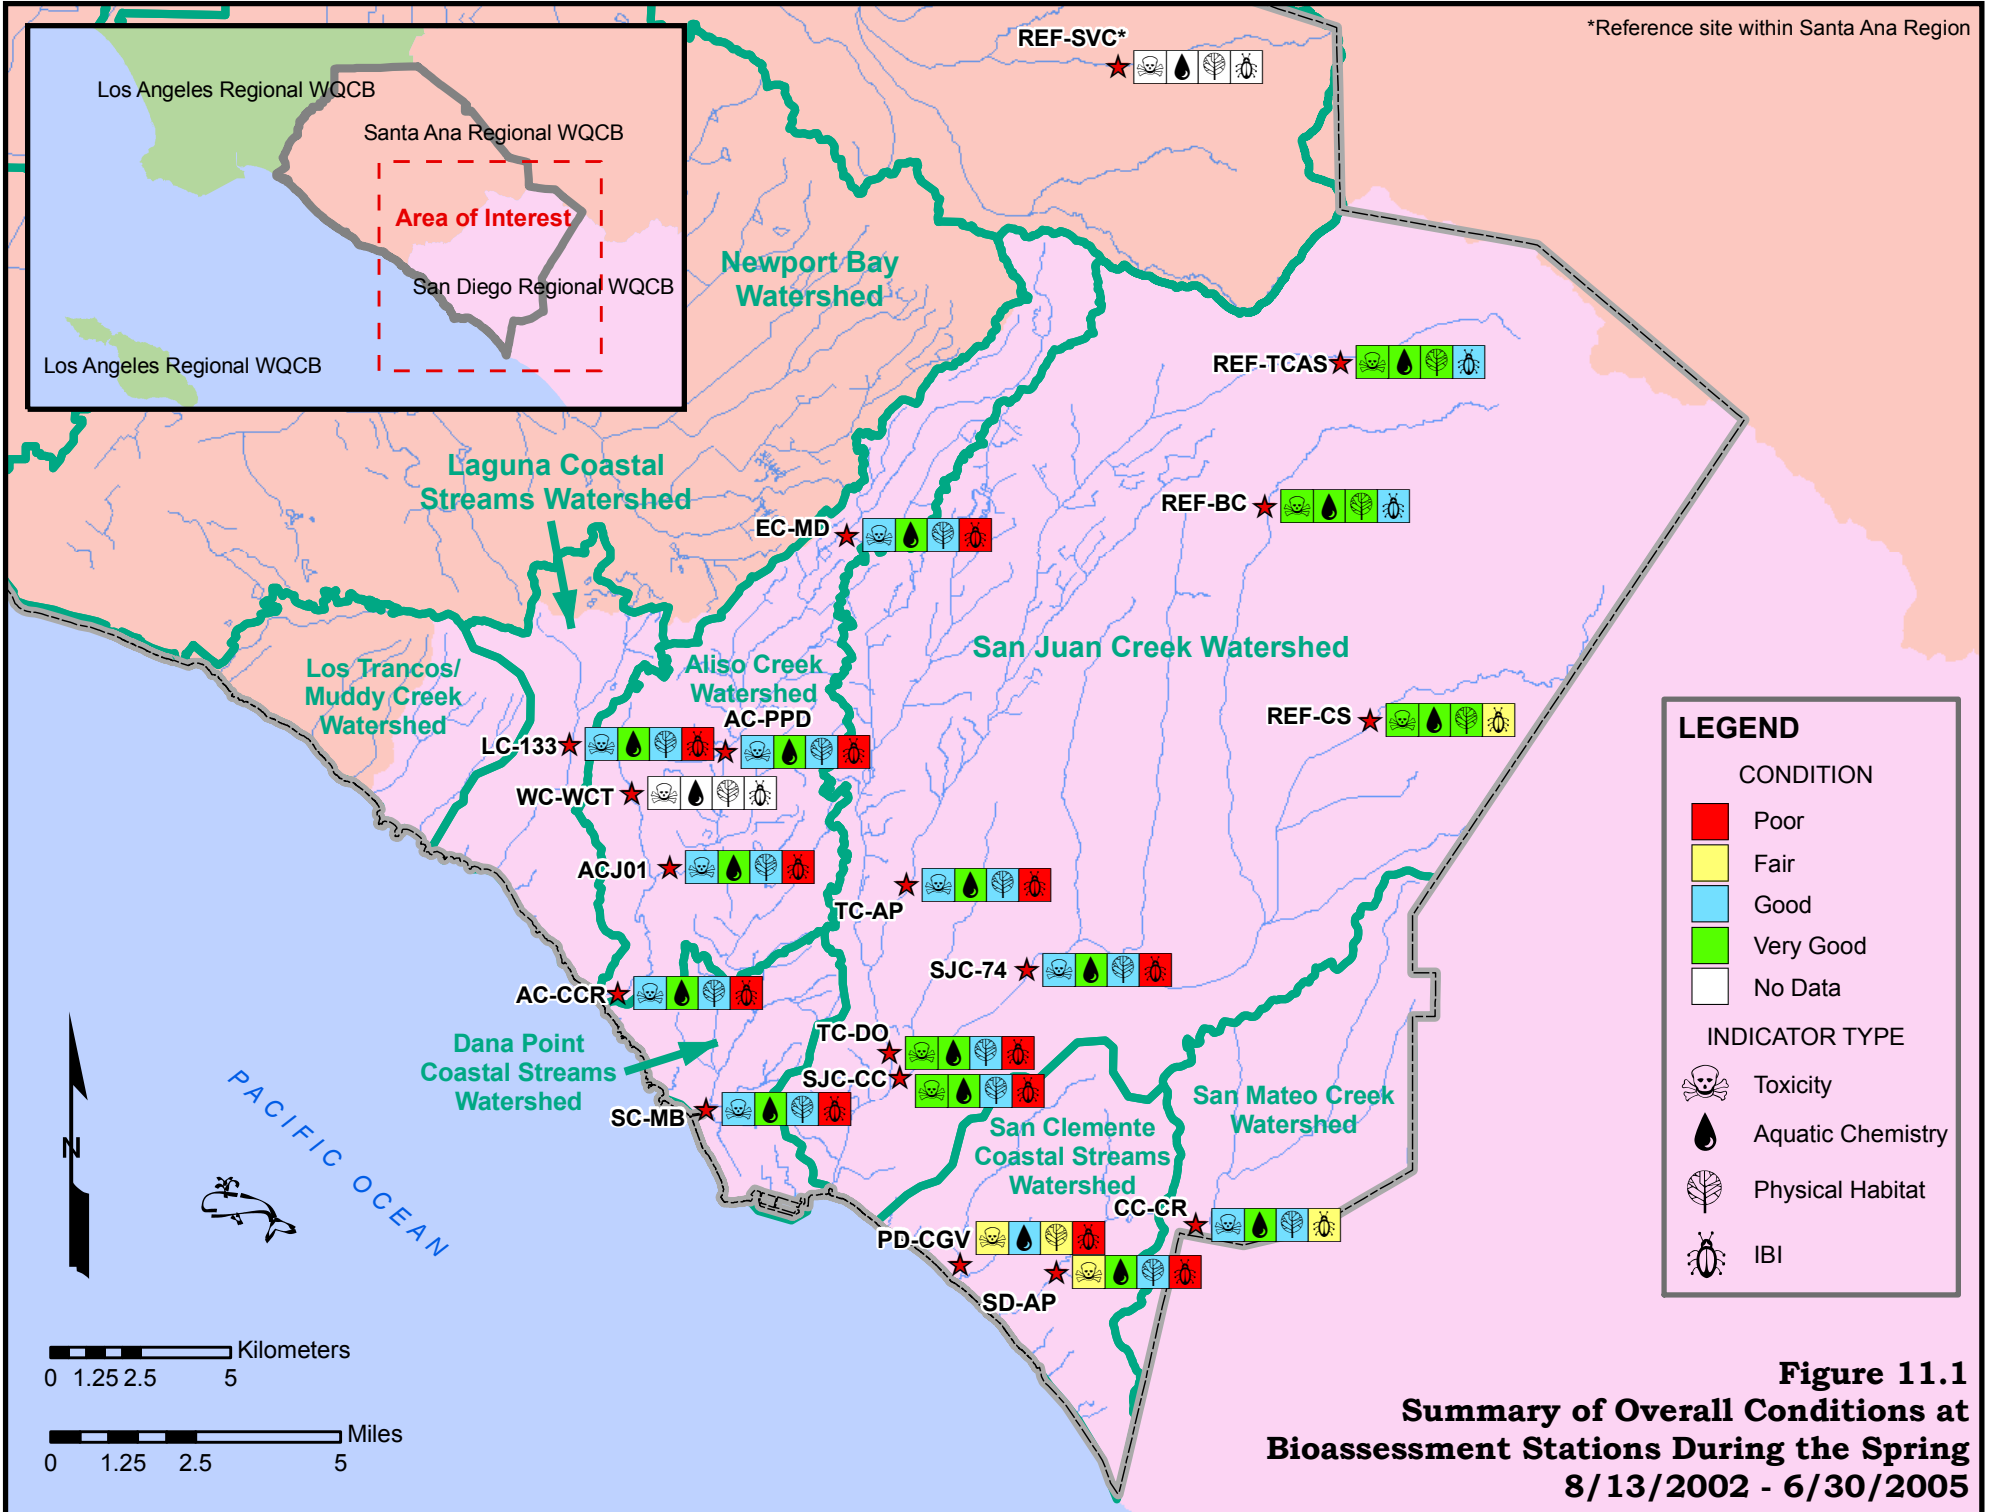 *Reference site within Santa Ana Region
REF-SVC*
Los Angeles Regional WQCB
Santa Ana Regional WQCB
Area of Interest
San Diego Regional WQCB
Los Angeles Regional WQCB
Newport Bay
Watershed
REF-TCAS
Laguna Coastal
Streams Watershed
REF-BC
EC-MD
San Juan Creek Watershed
Los Trancos/
Muddy Creek
Watershed
Aliso Creek
Watershed
AC-PPD
REF-CS
LC-133
WC-WCT
ACJ01
TC-AP
SJC-74
AC-CCR
TC-DO
Dana Point
Coastal Streams
Watershed
SJC-CC
SC-MB
San Mateo Creek
Watershed
San Clemente
Coastal Streams
Watershed
CC-CR
PD-CGV
SD-AP
PACIFIC OCEAN
N
LEGEND
CONDITION
Poor
Fair
Good
Very Good
No Data
INDICATOR TYPE
Toxicity
Aquatic Chemistry
Physical Habitat
IBI
Kilometers
0 1.25 2.5 5
Miles
0 1.25 2.5 5
Figure 11.1
Summary of Overall Conditions at
Bioassessment Stations During the Spring
8/13/2002 - 6/30/2005